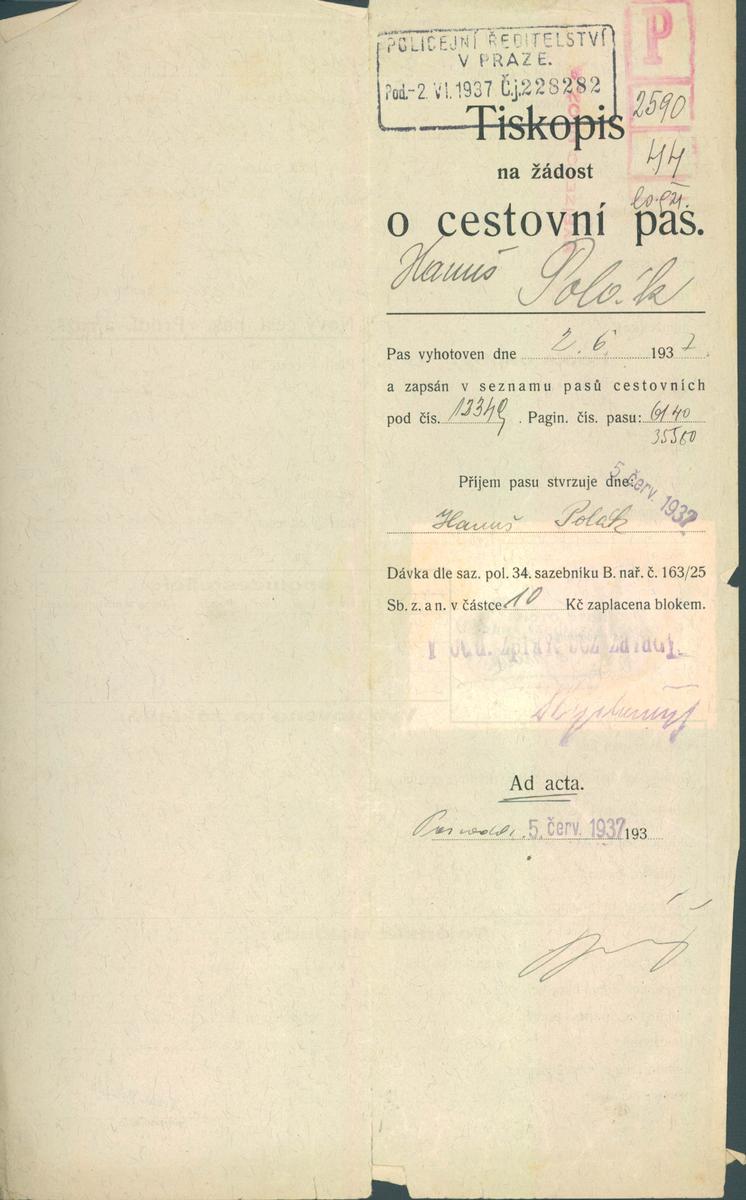 POLICEJNÍ ŘEDITELSTVÍ
V PRAZE.
Pod.-2. VI. 1937 Č.j. 228282
P
2590
44
Tiskopis
na žádost
o cestovní pas.
Hanuš Polák
Pas vyhotoven dne 2. 6. 1937.
a zapsán v seznamu pasů cestovních
pod čís. 12349. Pagin. čís. pasu: 6140
35560
Příjem pasu stvrzuje dne:
5. červ. 1937
Hanuš Polák
Dávka dle saz. pol. 34. sazebníku B. nař. č. 163/25
Sb. z. a n. v částce 10 Kč zaplacena blokem.
bez
Ad acta.
5. červ. 1937 193